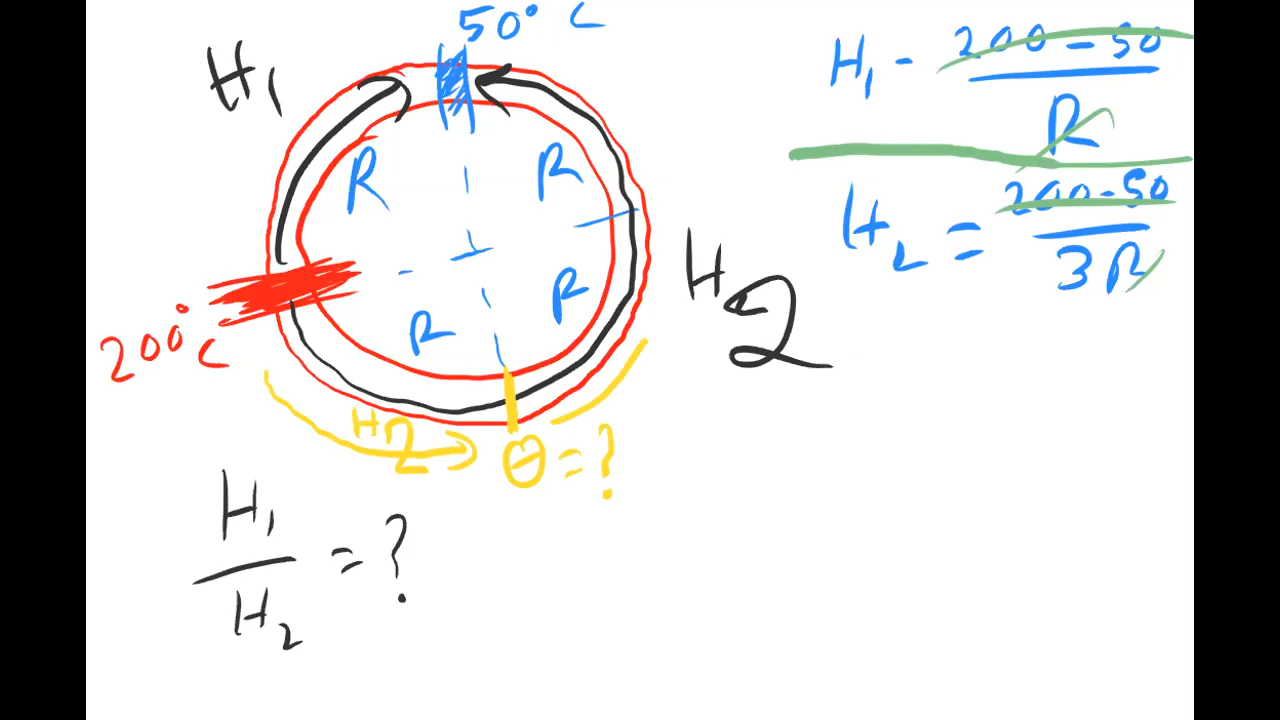 50° C
H1
H1 - 200 - 50
R
R R
H2 = 200-50
3R
H2
R R
200° C
H2
θ = ?
H1
H2
= ?